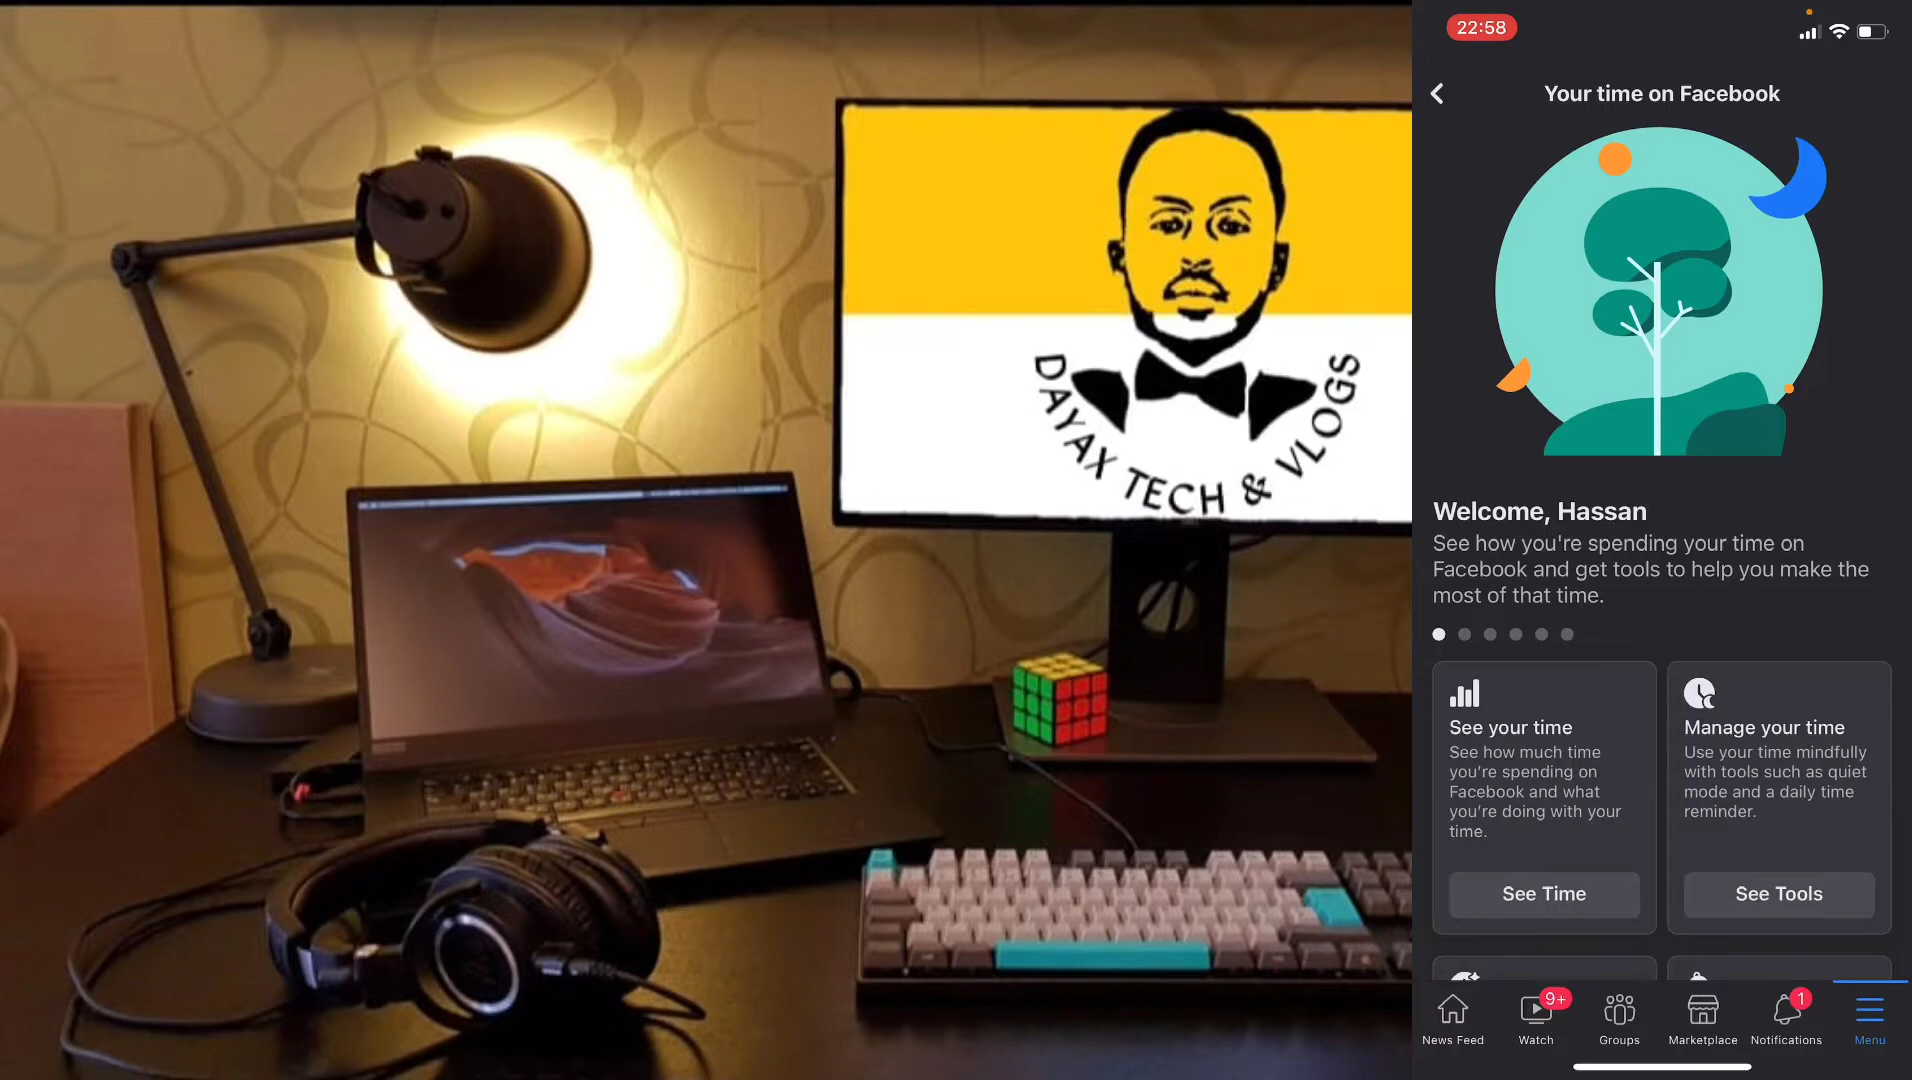 DAYAX TECH & VLOGS
22:58
Your time on Facebook
Welcome, Hassan
See how you're spending your time on
Facebook and get tools to help you make the
most of that time.
See your time
See how much time
you're spending on
Facebook and what
you're doing with your
time.
See Time
Manage your time
Use your time mindfully
with tools such as quiet
mode and a daily time
reminder.
See Tools
News Feed
9+
Watch
Groups
Marketplace
1
Notifications
Menu